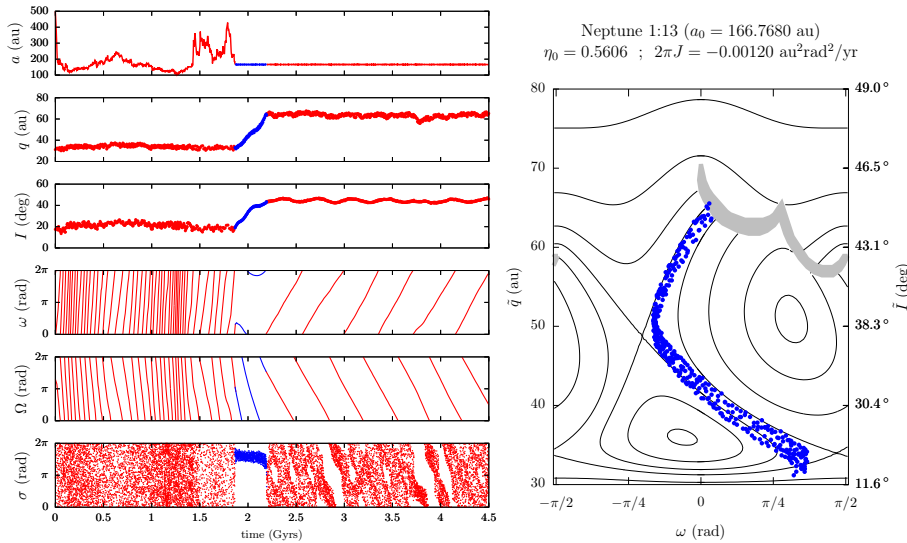 500
400
300
200
100
a (au)
80
60
40
20
q (au)
60
40
20
0
I (deg)
2π
π
0
ω (rad)
2π
π
0
Ω (rad)
2π
π
0
σ (rad)
0 0.5 1 1.5 2 2.5 3 3.5 4 4.5
time (Gyrs)
Neptune 1:13 (a₀ = 166.7680 au)
η₀ = 0.5606 ; 2πJ = −0.00120 au²rad²/yr
80
70
60
50
40
30
q̃ (au)
49.0°
46.5°
43.1°
38.3°
30.4°
11.6°
Ĩ (deg)
−π/2 −π/4 0 π/4 π/2
ω (rad)